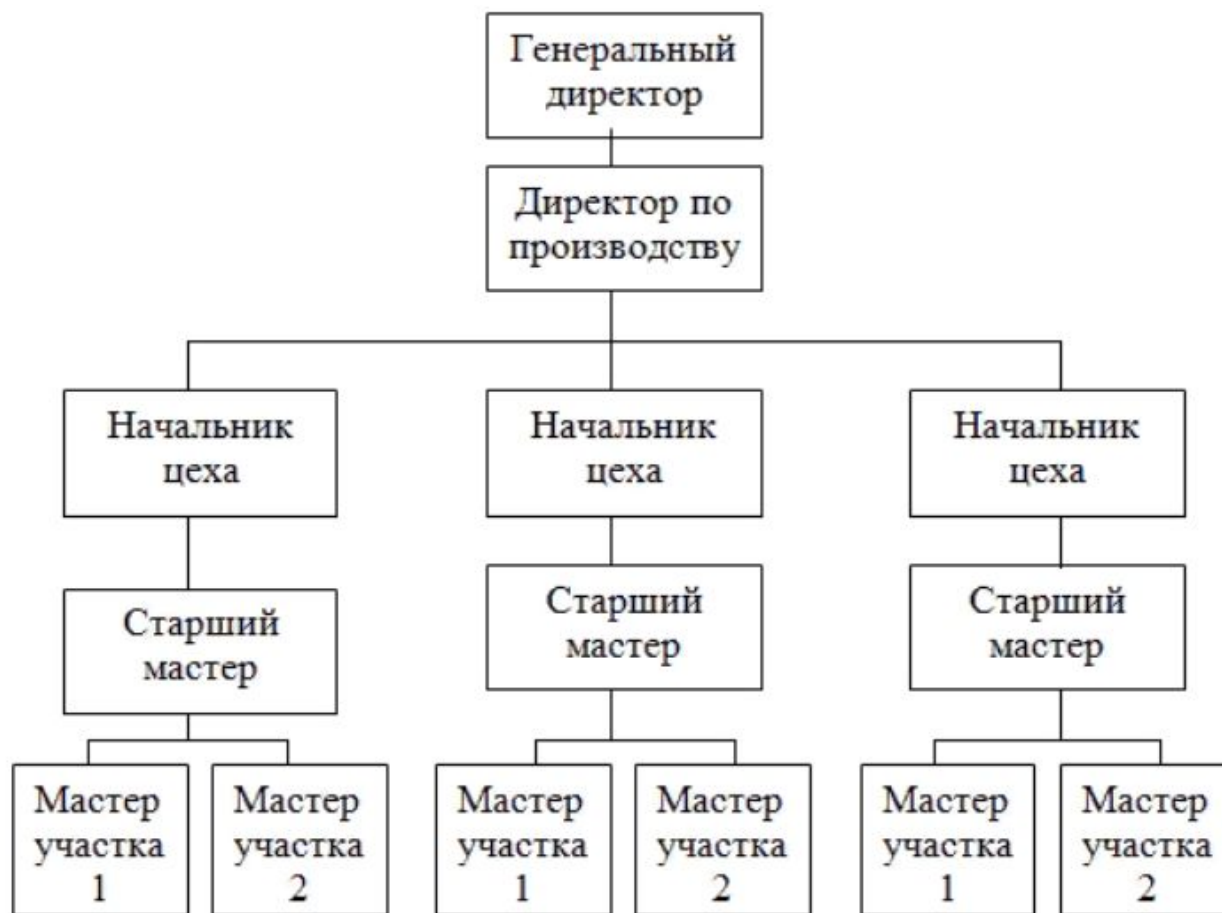 Генеральный
директор
Директор по
производству
Начальник
цеха
Начальник
цеха
Начальник
цеха
Старший
мастер
Старший
мастер
Старший
мастер
Мастер
участка
1
Мастер
участка
2
Мастер
участка
1
Мастер
участка
2
Мастер
участка
1
Мастер
участка
2